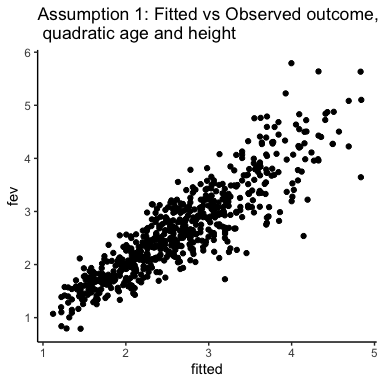 Assumption 1: Fitted vs Observed outcome,
quadratic age and height
6
5
4
3
2
1
fev
1
2
3
4
5
fitted